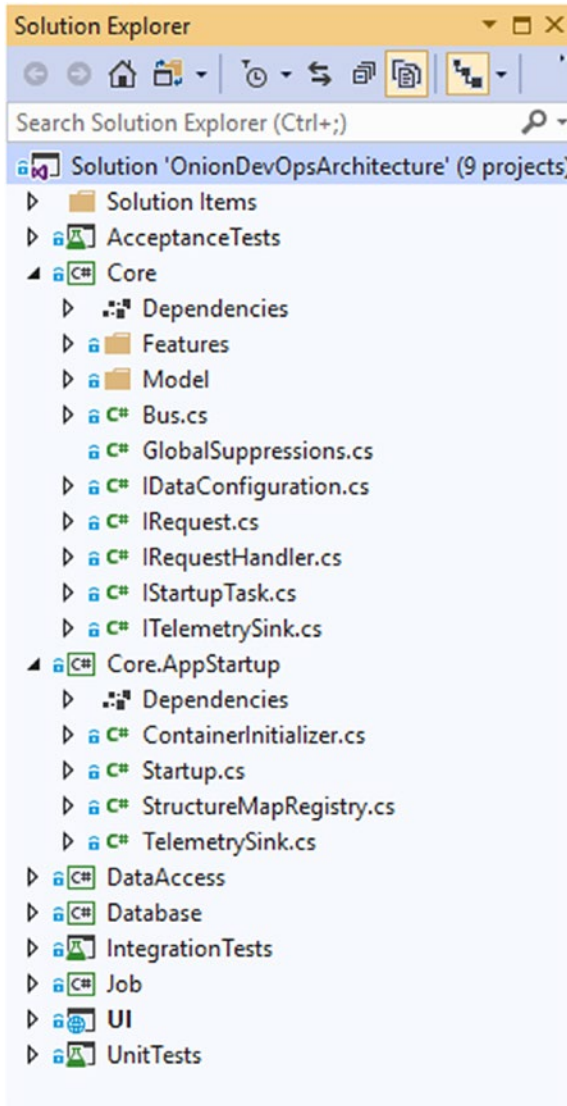 Solution Explorer
Search Solution Explorer (Ctrl+;)
Solution 'OnionDevOpsArchitecture' (9 projects)
Solution Items
AcceptanceTests
C# Core
Dependencies
Features
Model
C# Bus.cs
C# GlobalSuppressions.cs
C# IDataConfiguration.cs
C# IRequest.cs
C# IRequestHandler.cs
C# IStartupTask.cs
C# ITelemetrySink.cs
C# Core.AppStartup
Dependencies
C# ContainerInitializer.cs
C# Startup.cs
C# StructureMapRegistry.cs
C# TelemetrySink.cs
C# DataAccess
C# Database
IntegrationTests
C# Job
UI
UnitTests